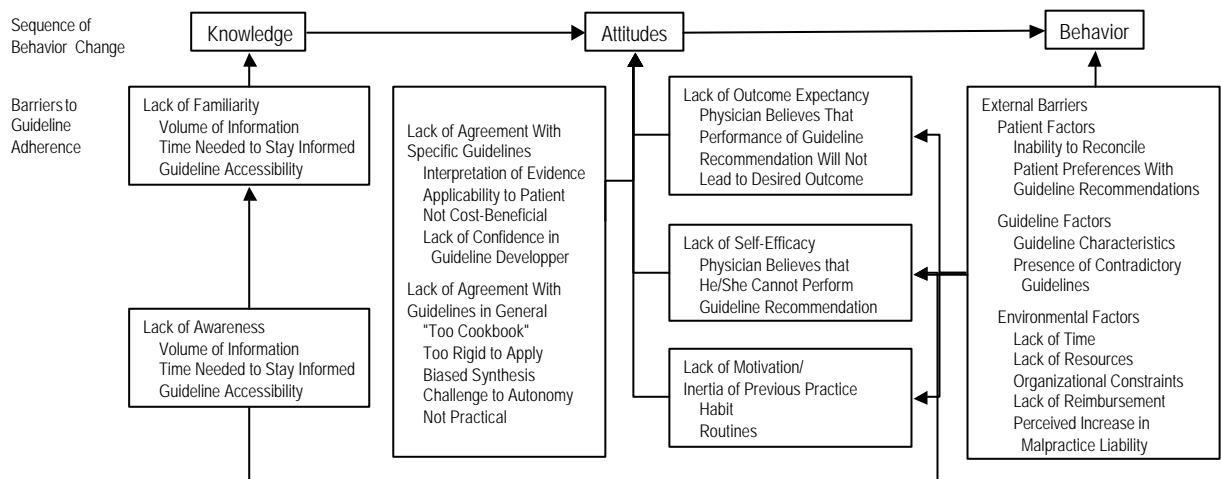 Sequence of
Behavior Change
Knowledge
Attitudes
Behavior
Barriers to
Guideline
Adherence
Lack of Familiarity
Volume of Information
Time Needed to Stay Informed
Guideline Accessibility
Lack of Awareness
Volume of Information
Time Needed to Stay Informed
Guideline Accessibility
Lack of Agreement With
Specific Guidelines
Interpretation of Evidence
Applicability to Patient
Not Cost-Beneficial
Lack of Confidence in
Guideline Developper
Lack of Agreement With
Guidelines in General
"Too Cookbook"
Too Rigid to Apply
Biased Synthesis
Challenge to Autonomy
Not Practical
Lack of Outcome Expectancy
Physician Believes That
Performance of Guideline
Recommendation Will Not
Lead to Desired Outcome
Lack of Self-Efficacy
Physician Believes that
He/She Cannot Perform
Guideline Recommendation
Lack of Motivation/
Inertia of Previous Practice
Habit
Routines
External Barriers
Patient Factors
Inability to Reconcile
Patient Preferences With
Guideline Recommendations
Guideline Factors
Guideline Characteristics
Presence of Contradictory
Guidelines
Environmental Factors
Lack of Time
Lack of Resources
Organizational Constraints
Lack of Reimbursement
Perceived Increase in
Malpractice Liability